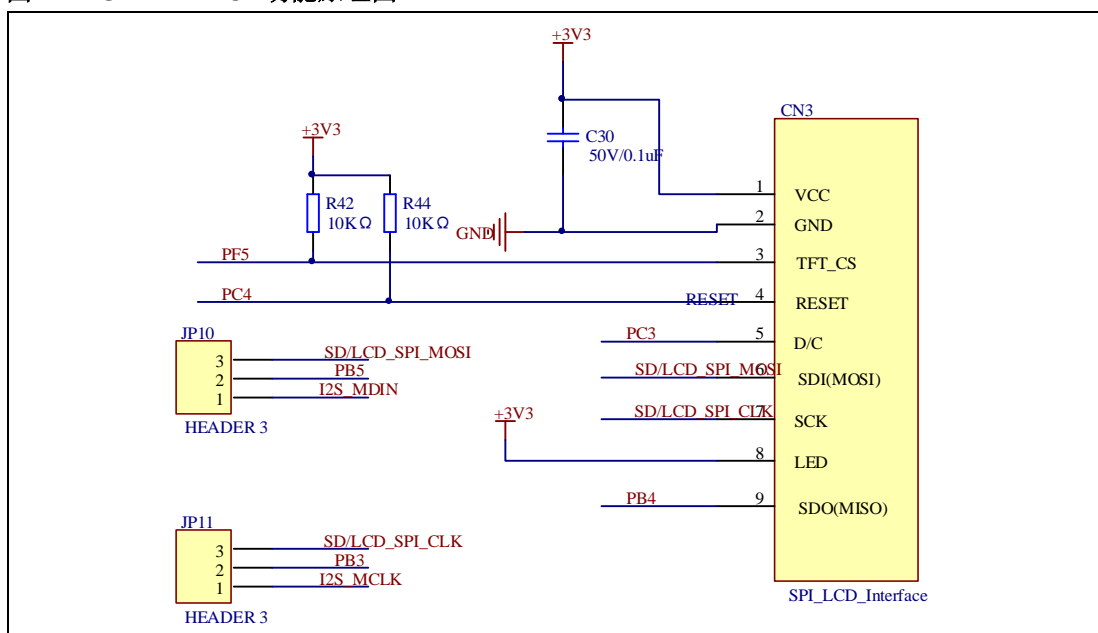 +3V3
CN3
C30
50V/0.1uF
+3V3
R42
10KΩ
R44
10KΩ
GND
1 VCC
2 GND
PF5
3 TFT_CS
PC4
RESET
4 RESET
PC3
5 D/C
SD/LCD_SPI_MOSI
6 SDI(MOSI)
SD/LCD_SPI_CLK
7 SCK
+3V3
8 LED
PB4
9 SDO(MISO)
SPI_LCD_Interface
JP10
3 SD/LCD_SPI_MOSI
2 PB5
1 I2S_MDIN
HEADER 3
JP11
3 SD/LCD_SPI_CLK
2 PB3
1 I2S_MCLK
HEADER 3